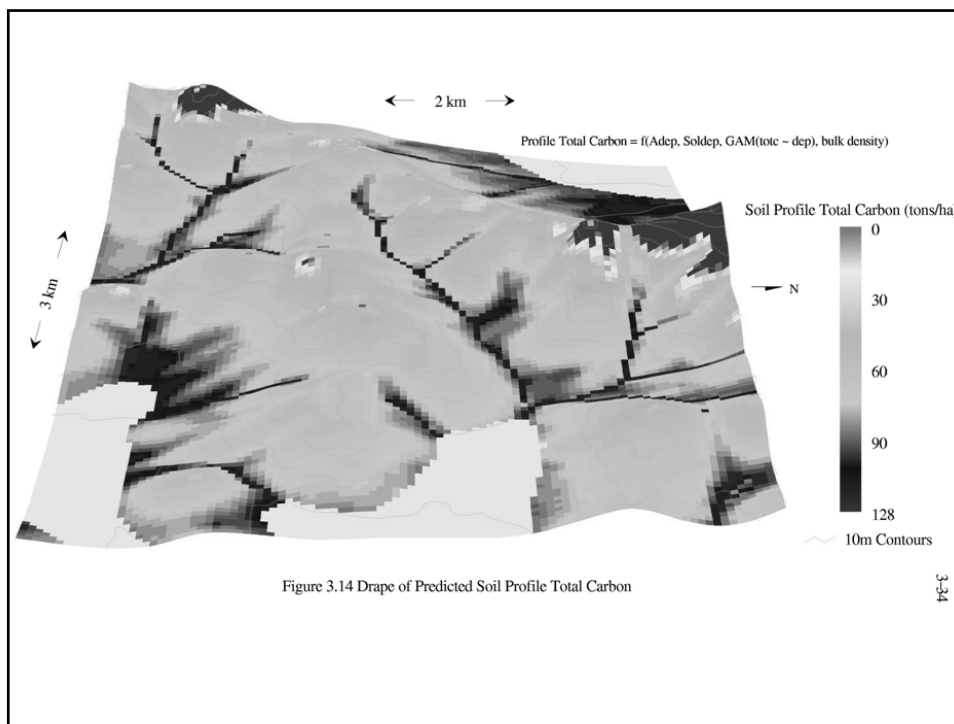 2 km
Profile Total Carbon = f(Adep, Soldep, GAM(totc ~ dep), bulk density)
Soil Profile Total Carbon (tons/ha)
0
3 km
N
30
60
90
128
10m Contours
Figure 3.14 Drape of Predicted Soil Profile Total Carbon
3-34